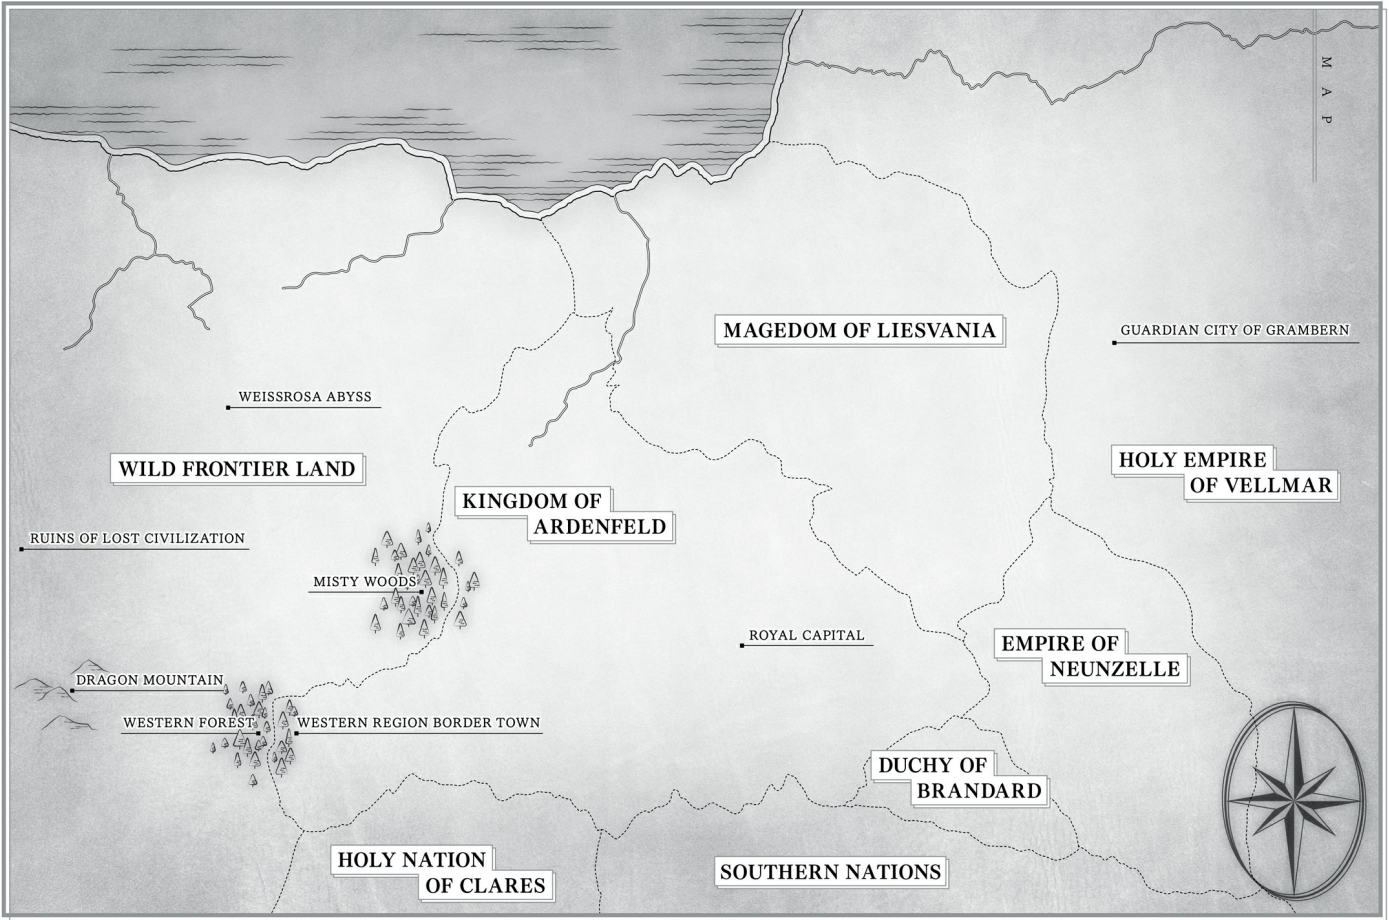 MAP
MAGEDOM OF LIESVANIA
GUARDIAN CITY OF GRAMBERN
WEISSROSA ABYSS
WILD FRONTIER LAND
HOLY EMPIRE
OF VELLMAR
KINGDOM OF
ARDENFELD
RUINS OF LOST CIVILIZATION
MISTY WOODS
ROYAL CAPITAL
EMPIRE OF
NEUNZELLE
DRAGON MOUNTAIN
WESTERN FOREST
WESTERN REGION BORDER TOWN
DUCHY OF
BRANDARD
HOLY NATION
OF CLARES
SOUTHERN NATIONS